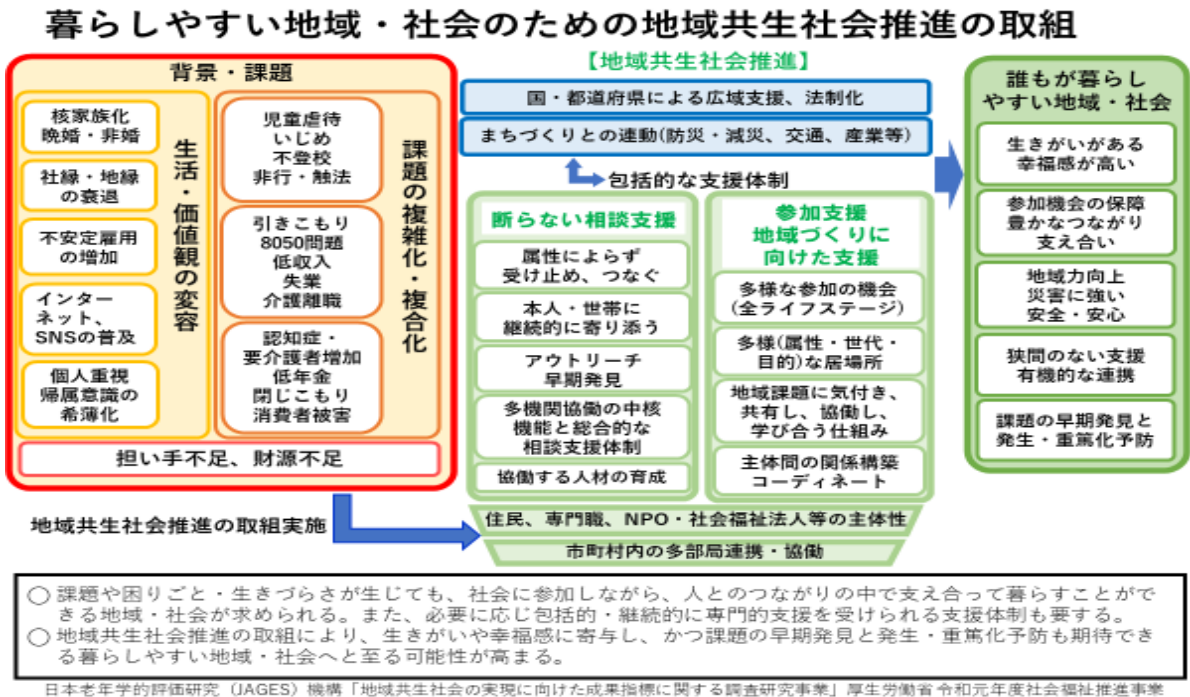 暮らしやすい地域・社会のための地域共生社会推進の取組
背景・課題
核家族化
晩婚・非婚
社縁・地縁
の衰退
不安定雇用
の増加
インター
ネット、
SNSの普及
個人重視
帰属意識の
希薄化
生活・価値観の変容
児童虐待
いじめ
不登校
非行・触法
引きこもり
8050問題
低収入
失業
介護離職
認知症・
要介護者増加
低年金
閉じこもり
消費者被害
課題の複雑化・複合化
担い手不足、財源不足
地域共生社会推進の取組実施
【地域共生社会推進】
国・都道府県による広域支援、法制化
まちづくりとの連動(防災・減災、交通、産業等)
包括的な支援体制
断らない相談支援
属性によらず
受け止め、つなぐ
本人・世帯に
継続的に寄り添う
アウトリーチ
早期発見
多機関協働の中核
機能と総合的な
相談支援体制
協働する人材の育成
参加支援
地域づくりに
向けた支援
多様な参加の機会
(全ライフステージ)
多様(属性・世代・
目的)な居場所
地域課題に気付き、
共有し、協働し、
学び合う仕組み
主体間の関係構築
コーディネート
住民、専門職、NPO・社会福祉法人等の主体性
市町村内の多部局連携・協働
誰もが暮らし
やすい地域・社会
生きがいがある
幸福感が高い
参加機会の保障
豊かなつながり
支え合い
地域力向上
災害に強い
安全・安心
狭間のない支援
有機的な連携
課題の早期発見と
発生・重篤化予防
○ 課題や困りごと・生きづらさが生じても、社会に参加しながら、人とのつながりの中で支え合って暮らすことがで
きる地域・社会が求められる。また、必要に応じ包括的・継続的に専門的支援を受けられる支援体制も要する。
○ 地域共生社会推進の取組により、生きがいや幸福感に寄与し、かつ課題の早期発見と発生・重篤化予防も期待でき
る暮らしやすい地域・社会へと至る可能性が高まる。
日本老年学的評価研究（JAGES）機構「地域共生社会の実現に向けた成果指標に関する調査研究事業」厚生労働省 令和元年度社会福祉推進事業